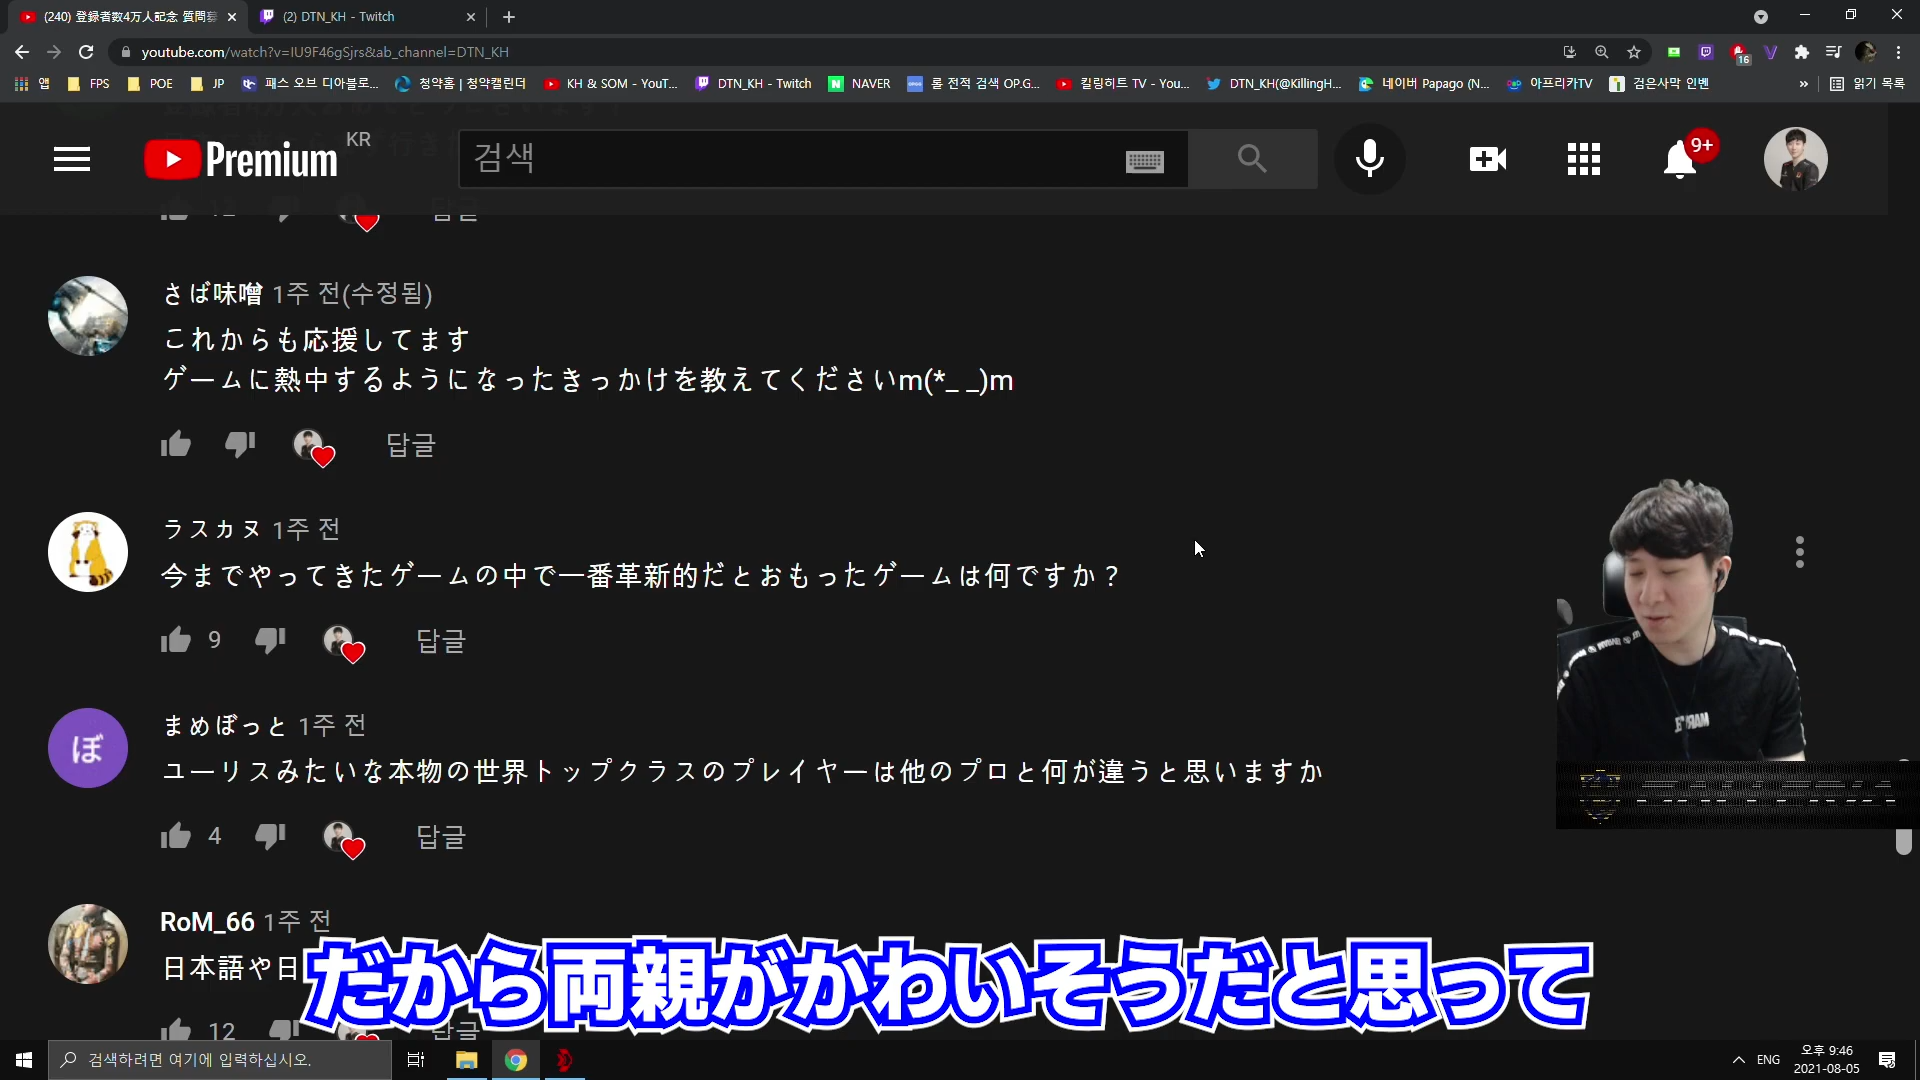 (240) 登録者数4万人記念 質問
(2) DTN_KH - Twitch
youtube.com/watch?v=IU9F46gSjrs&ab_channel=DTN_KH
16
앱
FPS
POE
JP
패스 오브 디아블로...
청약홈 | 청약캘린더
KH & SOM - YouT...
DTN_KH - Twitch
NAVER
롤 전적 검색 OP.G...
킬링히트 TV - You...
DTN_KH(@KillingH...
네이버 Papago (N...
아프리카TV
검은사막 인벤
»
읽기 목록
Premium KR
검색
9+
12
답글
さば味噌 1주 전(수정됨)
これからも応援してます
ゲームに熱中するようになったきっかけを教えてくださいm(*_ _)m
답글
ラスカヌ 1주 전
今までやってきたゲームの中で一番革新的だとおもったゲームは何ですか？
9
답글
ぼ
まめぼっと 1주 전
ユーリスみたいな本物の世界トップクラスのプレイヤーは他のプロと何が違うと思いますか
4
답글
RoM_66 1주 전
日本語や日
だから両親がかわいそうだと思って
12
답글
검색하려면 여기에 입력하십시오.
ENG
오후 9:46
2021-08-05